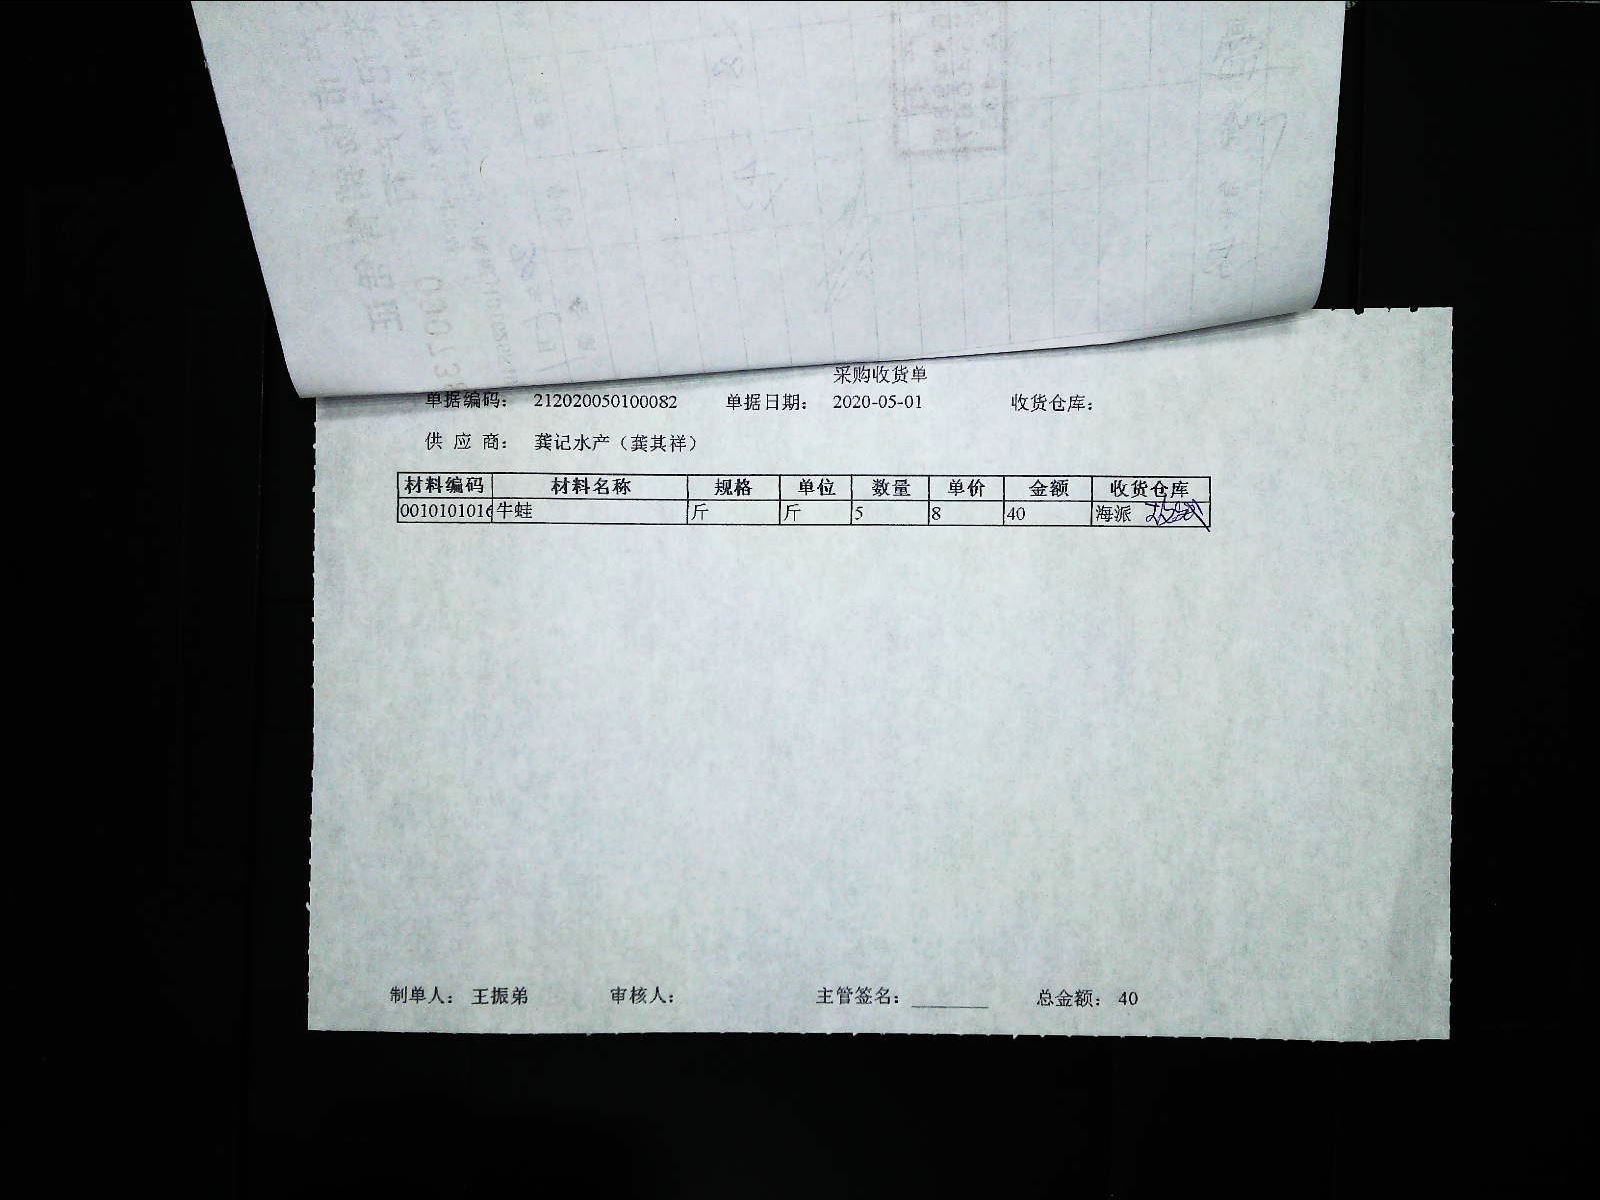 采购收货单
单据编码： 212020050100082 单据日期： 2020-05-01 收货仓库：
供 应 商： 龚记水产（龚其祥）
材料编码 材料名称 规格 单位 数量 单价 金额 收货仓库
001010101 牛蛙 斤 斤 5 8 40 海派
制单人： 王振弟 审核人： 主管签名： 总金额： 40